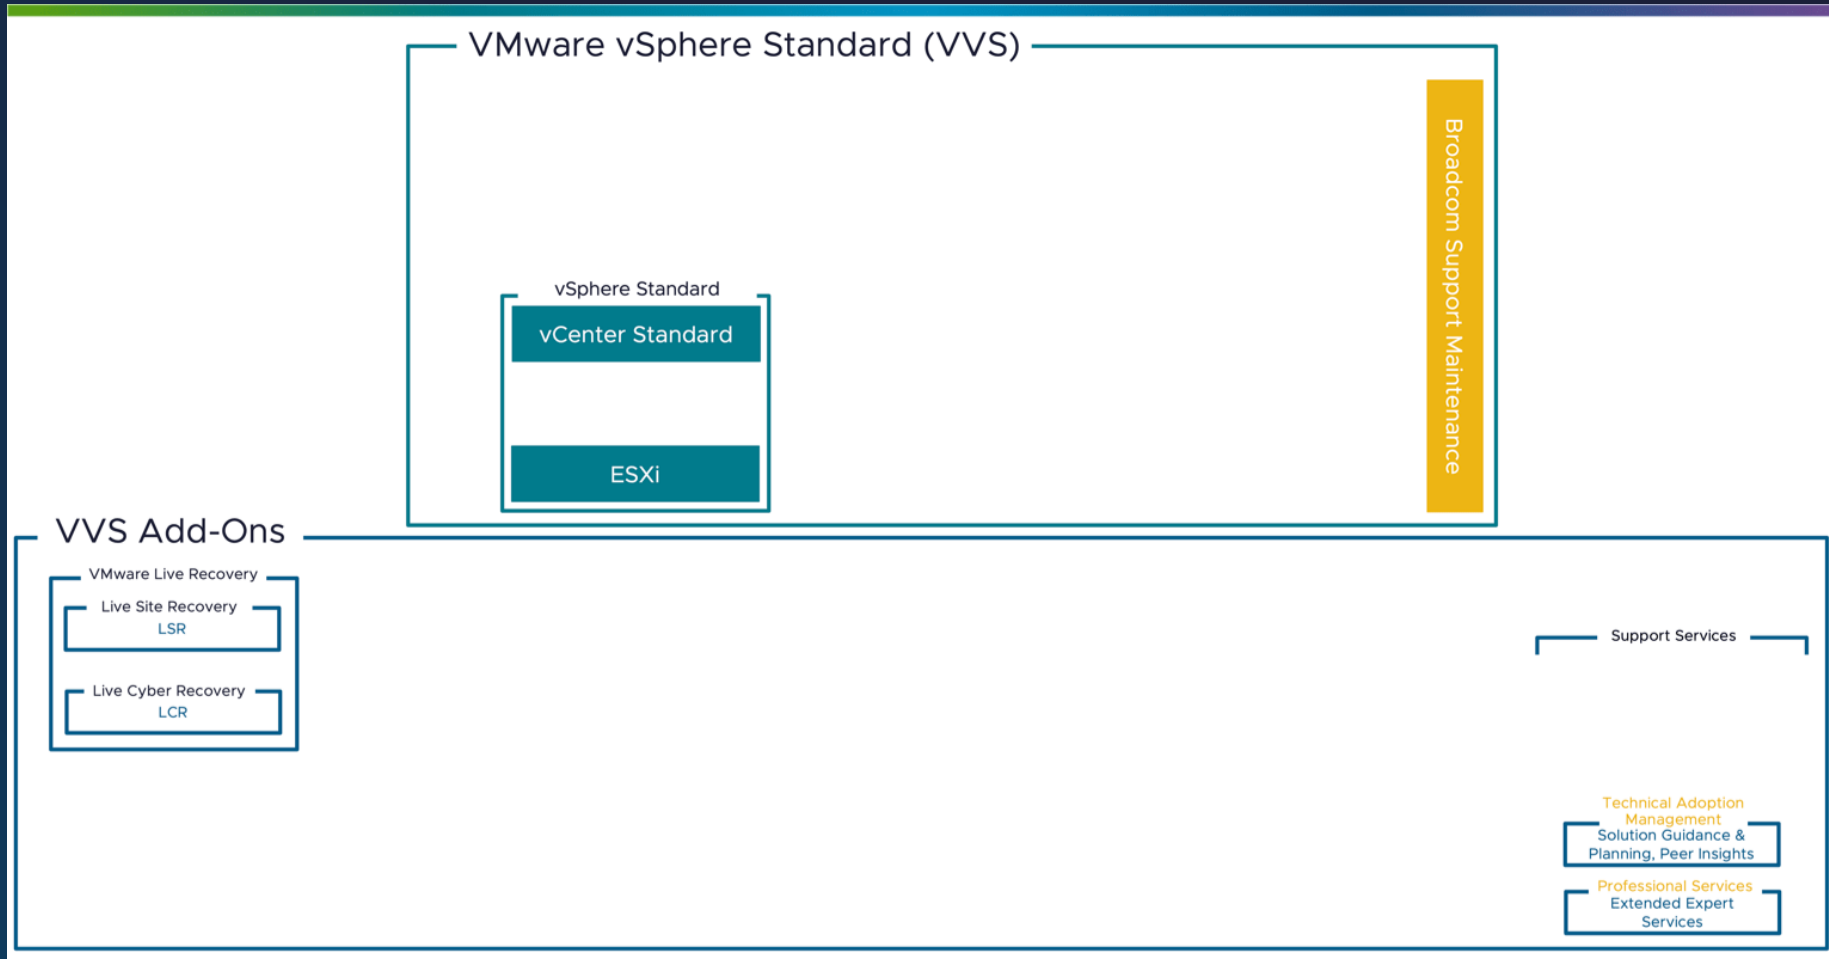 VMware vSphere Standard (VVS)
Broadcom Support Maintenance
vSphere Standard
vCenter Standard
ESXi
VVS Add-Ons
VMware Live Recovery
Live Site Recovery
LSR
Live Cyber Recovery
LCR
Support Services
Technical Adoption
Management
Solution Guidance &
Planning, Peer Insights
Professional Services
Extended Expert
Services